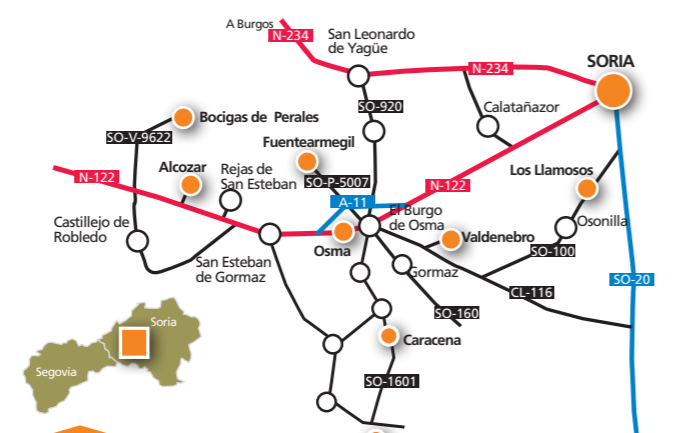 A Burgos
N-234
San Leonardo
de Yagüe
SORIA
N-234
SO-920
Calatañazor
Bocigas de Perales
SO-V-9622
Fuentearmegil
Alcozar
Rejas de
San Esteban
Los Llamosos
N-122
SO-P-5007
N-122
A-11
El Burgo
de Osma
Castillejo de
Robledo
Osonilla
Osma
Valdenebro
SO-100
San Esteban
de Gormaz
Gormaz
SO-20
CL-116
SO-160
Soria
Caracena
Segovia
SO-1601